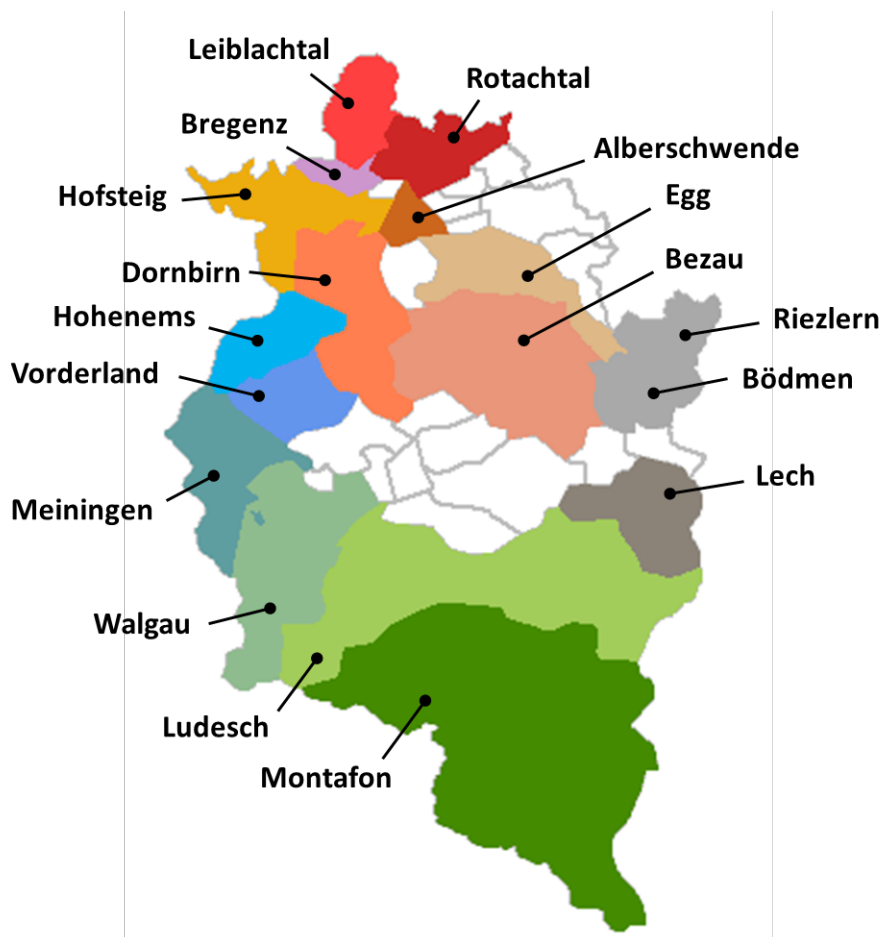 Leiblachtal
Rotachtal
Bregenz
Alberschwende
Hofsteig
Egg
Bezau
Dornbirn
Hohenems
Riezlern
Vorderland
Bödmen
Lech
Meiningen
Walgau
Ludesch
Montafon